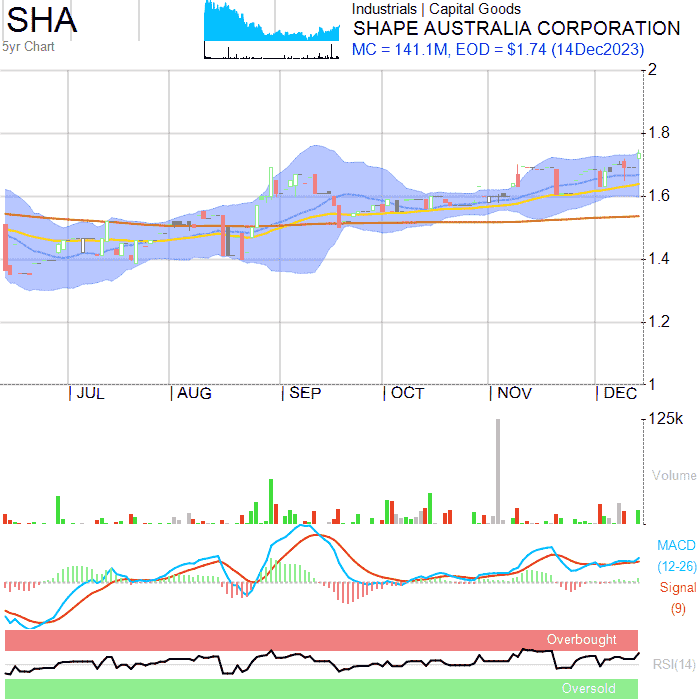 SHA
5yr Chart
Industrials | Capital Goods
SHAPE AUSTRALIA CORPORATION
MC = 141.1M, EOD = $1.74 (14Dec2023)
2
1.8
1.6
1.4
1.2
1
| JUL
| AUG
| SEP
| OCT
| NOV
| DEC
125k
Volume
MACD
(12-26)
Signal
(9)
Overbought
RSI(14)
Oversold